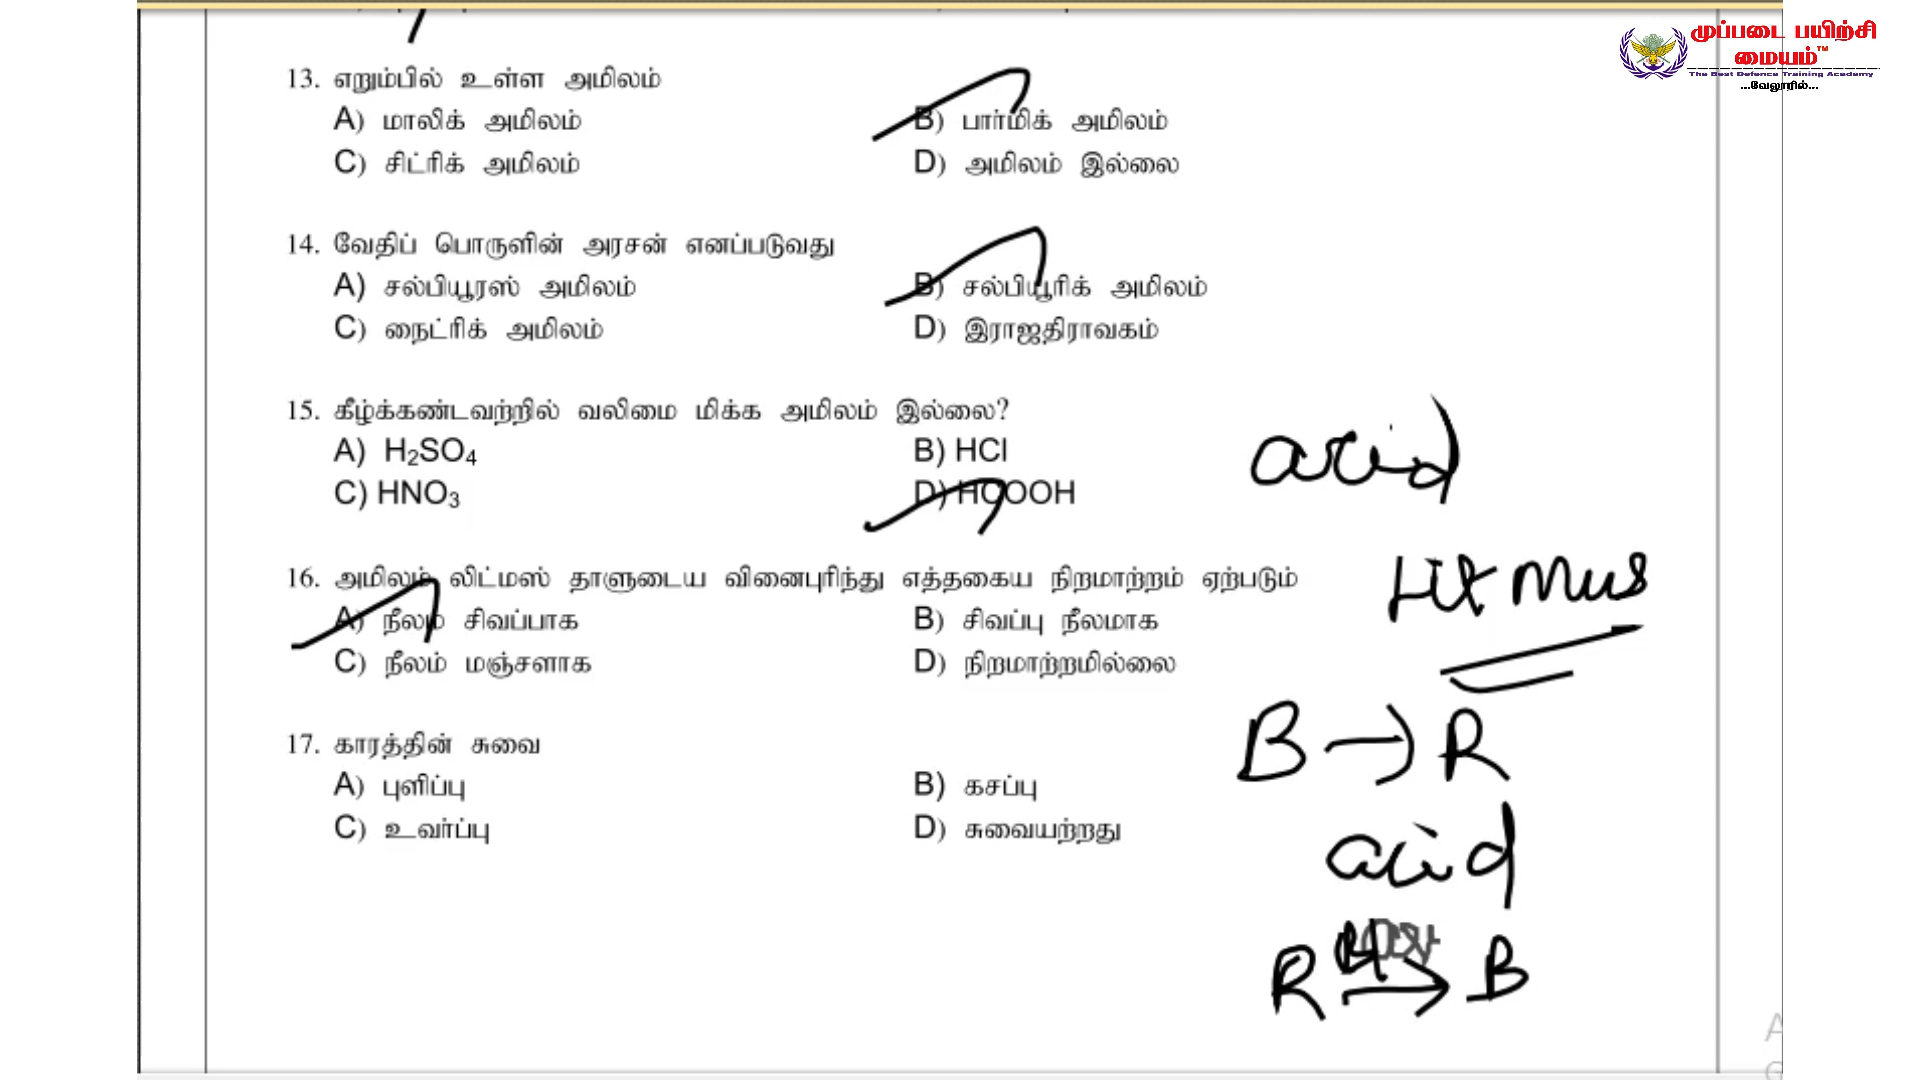 முப்படை பயிற்சி
மையம்™
The Best Defence Training Academy
...வேலூரில்...
13. எறும்பில் உள்ள அமிலம்
A) மாலிக் அமிலம் B) பார்மிக் அமிலம்
C) சிட்ரிக் அமிலம் D) அமிலம் இல்லை
14. வேதிப் பொருளின் அரசன் எனப்படுவது
A) சல்பியூரஸ் அமிலம் B) சல்பியூரிக் அமிலம்
C) நைட்ரிக் அமிலம் D) இராஜதிராவகம்
15. கீழ்க்கண்டவற்றில் வலிமை மிக்க அமிலம் இல்லை?
A) H₂SO₄ B) HCl
C) HNO₃ D) HCOOH
acid
16. அமிலம் லிட்மஸ் தாளுடைய வினைபுரிந்து எத்தகைய நிறமாற்றம் ஏற்படும்
A) நீலம் சிவப்பாக B) சிவப்பு நீலமாக
C) நீலம் மஞ்சளாக D) நிறமாற்றமில்லை
Litmus
17. காரத்தின் சுவை
A) புளிப்பு B) கசப்பு
C) உவர்ப்பு D) சுவையற்றது
B → R
acid
R → B